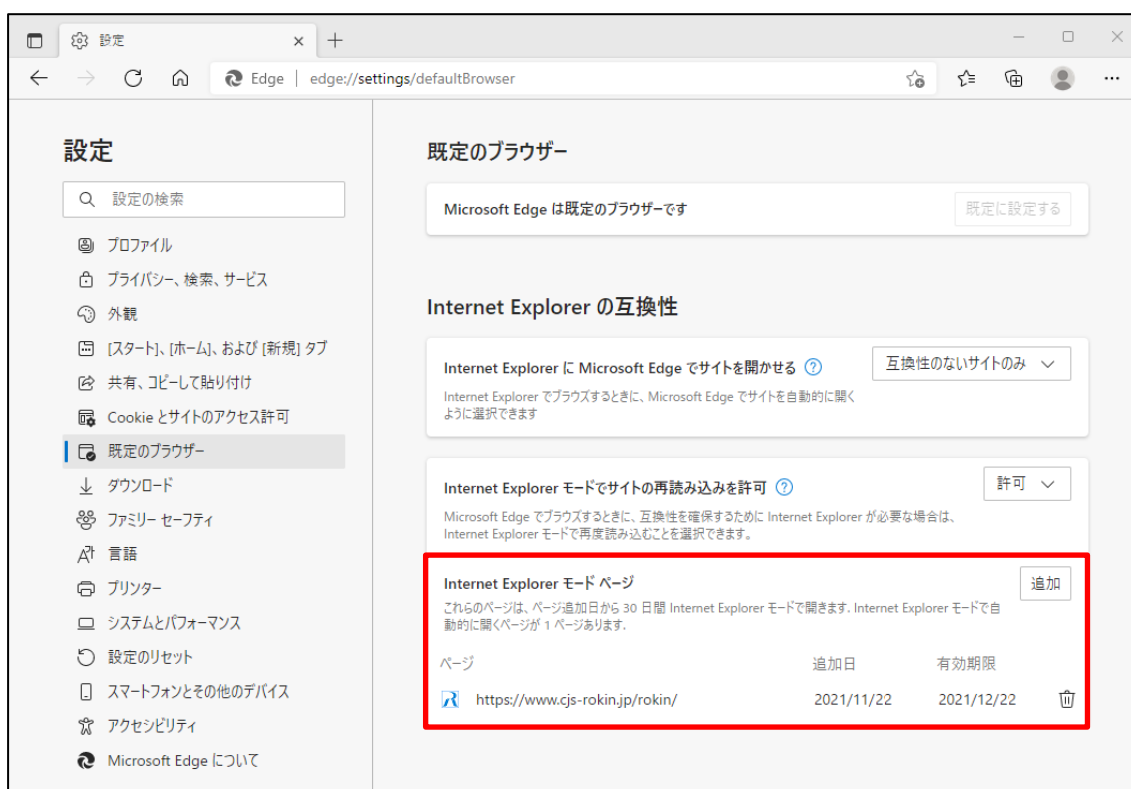 設定
Edge | edge://settings/defaultBrowser
設定
設定の検索
プロファイル
プライバシー、検索、サービス
外観
[スタート]、[ホーム]、および [新規] タブ
共有、コピーして貼り付け
Cookie とサイトのアクセス許可
既定のブラウザー
ダウンロード
ファミリー セーフティ
言語
プリンター
システムとパフォーマンス
設定のリセット
スマートフォンとその他のデバイス
アクセシビリティ
Microsoft Edge について
既定のブラウザー
Microsoft Edge は既定のブラウザーです
既定に設定する
Internet Explorer の互換性
Internet Explorer に Microsoft Edge でサイトを開かせる
互換性のないサイトのみ
Internet Explorer でブラウズするときに、Microsoft Edge でサイトを自動的に開く
ように選択できます
Internet Explorer モードでサイトの再読み込みを許可
許可
Microsoft Edge でブラウズするときに、互換性を確保するために Internet Explorer が必要な場合は、
Internet Explorer モードで再度読み込むことを選択できます。
Internet Explorer モード ページ
追加
これらのページは、ページ追加日から 30 日間 Internet Explorer モードで開きます. Internet Explorer モードで自
動的に開くページが 1 ページあります.
ページ 追加日 有効期限
https://www.cjs-rokin.jp/rokin/ 2021/11/22 2021/12/22